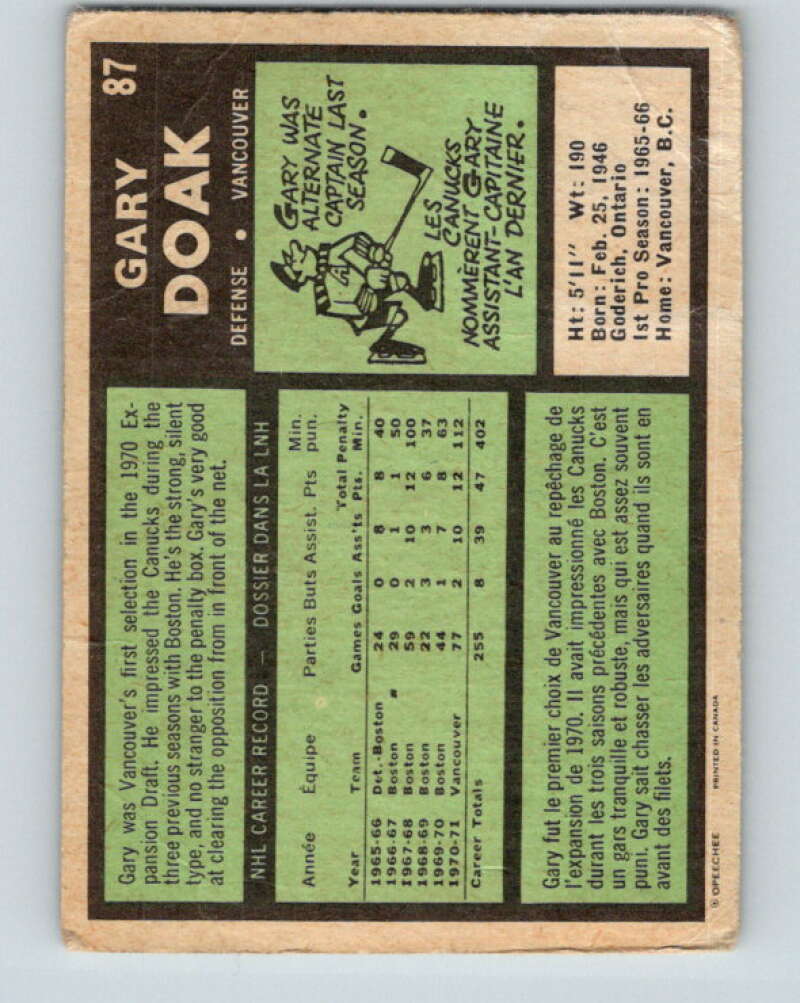 87
GARY
DOAK
DEFENSE • VANCOUVER
Gary was Vancouver's first selection in the 1970 Ex-
pansion Draft. He impressed the Canucks during the
three previous seasons with Boston. He's the strong, silent
type, and no stranger to the penalty box. Gary's very good
at clearing the opposition from in front of the net.
GARY WAS
ALTERNATE
CAPTAIN LAST
SEASON.
LES
CANUCKS
NOMMÈRENT GARY
ASSISTANT-CAPITAINE
L'AN DERNIER.
A
Ht: 5'11" Wt: 190
Born: Feb. 25, 1946
Goderich, Ontario
1st Pro Season: 1965-66
Home: Vancouver, B.C.
NHL CAREER RECORD — DOSSIER DANS LA LNH
Min.
Année Équipe Parties Buts Assist. Pts pun.
Total Penalty
Year Team Games Goals Ass'ts Pts. Min.
1965-66 Det.-Boston 24 0 8 8 40
1966-67 Boston 29 0 1 1 50
1967-68 Boston 59 2 10 12 100
1968-69 Boston 22 3 3 6 37
1969-70 Boston 44 1 7 8 63
1970-71 Vancouver 77 2 10 12 112
Career Totals 255 8 39 47 402
Gary fut le premier choix de Vancouver au repêchage de
l'expansion de 1970. Il avait impressionné les Canucks
durant les trois saisons précédentes avec Boston. C'est
un gars tranquille et robuste, mais qui est assez souvent
puni. Gary sait chasser les adversaires quand ils sont en
avant des filets.
© OPEECHEE PRINTED IN CANADA